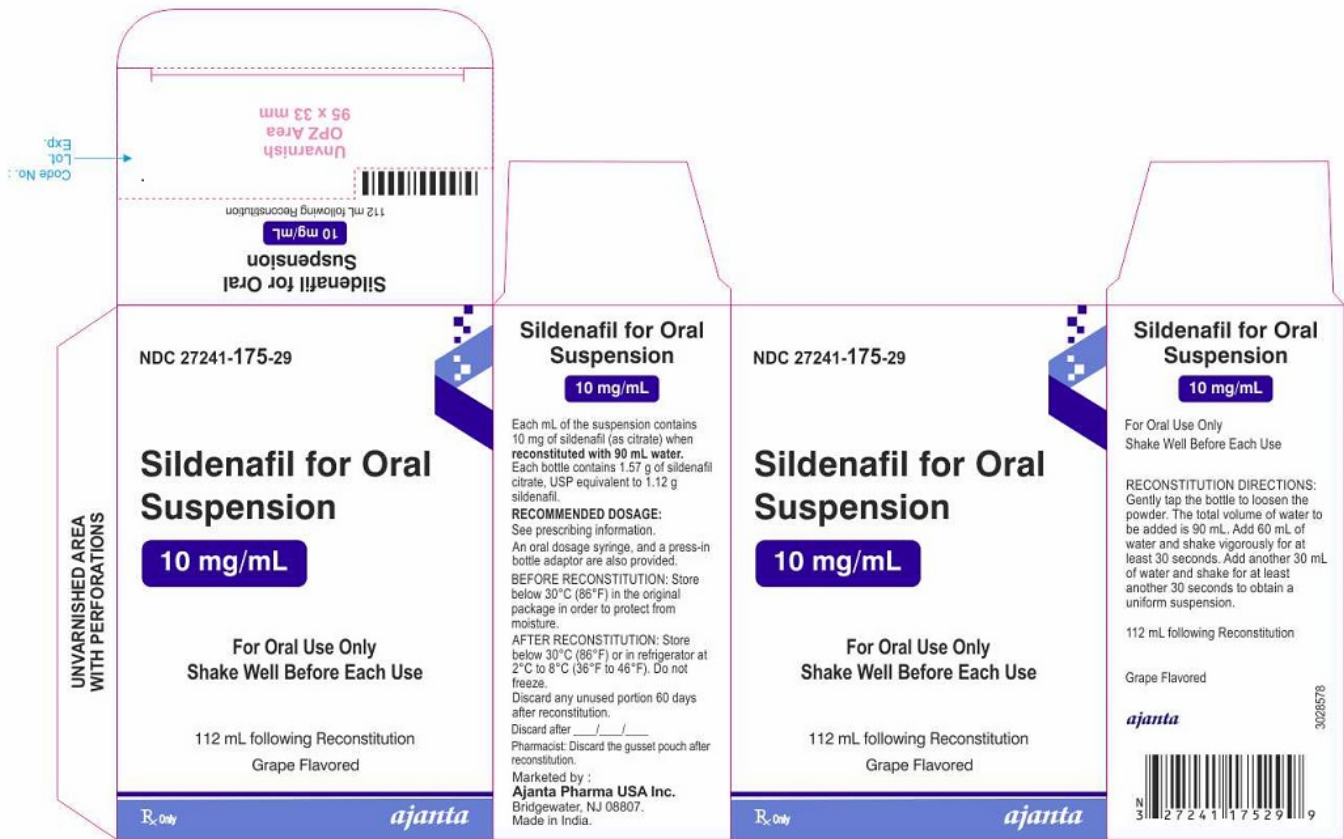 Code No. :
Lot.
Exp.
Unvarnish
OPZ Area
95 x 33 mm
Sildenafil for Oral
Suspension
10 mg/mL
112 mL following Reconstitution
UNVARNISHED AREA
WITH PERFORATIONS
NDC 27241-175-29
Sildenafil for Oral
Suspension
10 mg/mL
For Oral Use Only
Shake Well Before Each Use
112 mL following Reconstitution
Grape Flavored
Rx Only
ajanta
Sildenafil for Oral
Suspension
10 mg/mL
Each mL of the suspension contains
10 mg of sildenafil (as citrate) when
reconstituted with 90 mL water.
Each bottle contains 1.57 g of sildenafil
citrate, USP equivalent to 1.12 g
sildenafil.
RECOMMENDED DOSAGE:
See prescribing information.
An oral dosage syringe, and a press-in
bottle adaptor are also provided.
BEFORE RECONSTITUTION: Store
below 30°C (86°F) in the original
package in order to protect from
moisture.
AFTER RECONSTITUTION: Store
below 30°C (86°F) or in refrigerator at
2°C to 8°C (36°F to 46°F). Do not
freeze.
Discard any unused portion 60 days
after reconstitution.
Discard after ____/____/____
Pharmacist: Discard the gusset pouch after
reconstitution.
Marketed by :
Ajanta Pharma USA Inc.
Bridgewater, NJ 08807.
Made in India.
NDC 27241-175-29
Sildenafil for Oral
Suspension
10 mg/mL
For Oral Use Only
Shake Well Before Each Use
112 mL following Reconstitution
Grape Flavored
Rx Only
ajanta
Sildenafil for Oral
Suspension
10 mg/mL
For Oral Use Only
Shake Well Before Each Use
RECONSTITUTION DIRECTIONS:
Gently tap the bottle to loosen the
powder. The total volume of water to
be added is 90 mL. Add 60 mL of
water and shake vigorously for at
least 30 seconds. Add another 30 mL
of water and shake for at least
another 30 seconds to obtain a
uniform suspension.
112 mL following Reconstitution
Grape Flavored
ajanta
3028578
N
3 27241 17529 9